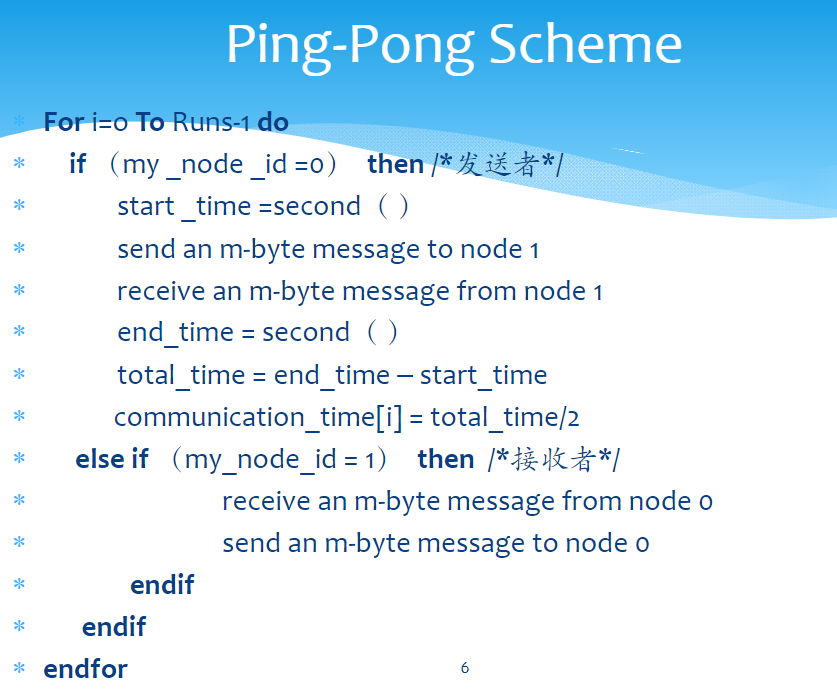 Ping-Pong Scheme
* For i=0 To Runs-1 do
* if （my _node _id =0） then /*发送者*/
* start _time =second （ ）
* send an m-byte message to node 1
* receive an m-byte message from node 1
* end_time = second （ ）
* total_time = end_time – start_time
* communication_time[i] = total_time/2
* else if （my_node_id = 1） then /*接收者*/
* receive an m-byte message from node 0
* send an m-byte message to node 0
* endif
* endif
* endfor
6